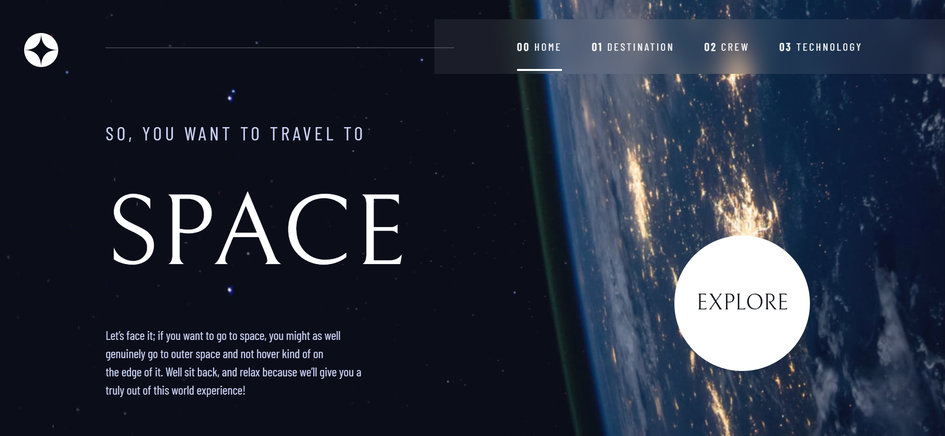 00 HOME 01 DESTINATION 02 CREW 03 TECHNOLOGY
SO, YOU WANT TO TRAVEL TO
SPACE
EXPLORE
Let's face it; if you want to go to space, you might as well
genuinely go to outer space and not hover kind of on
the edge of it. Well sit back, and relax because we'll give you a
truly out of this world experience!